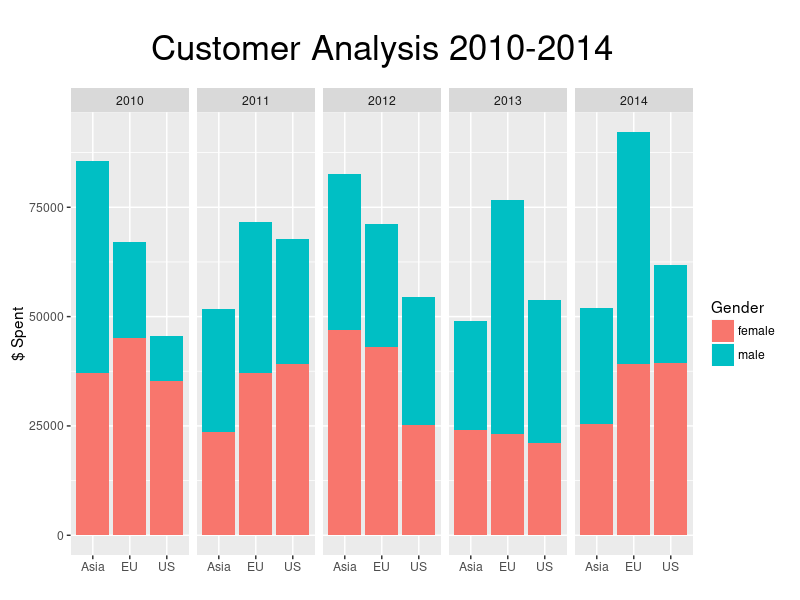 Customer Analysis 2010-2014
2010 2011 2012 2013 2014
75000
50000
25000
0
$ Spent
Asia EU US Asia EU US Asia EU US Asia EU US Asia EU US
Gender
female
male